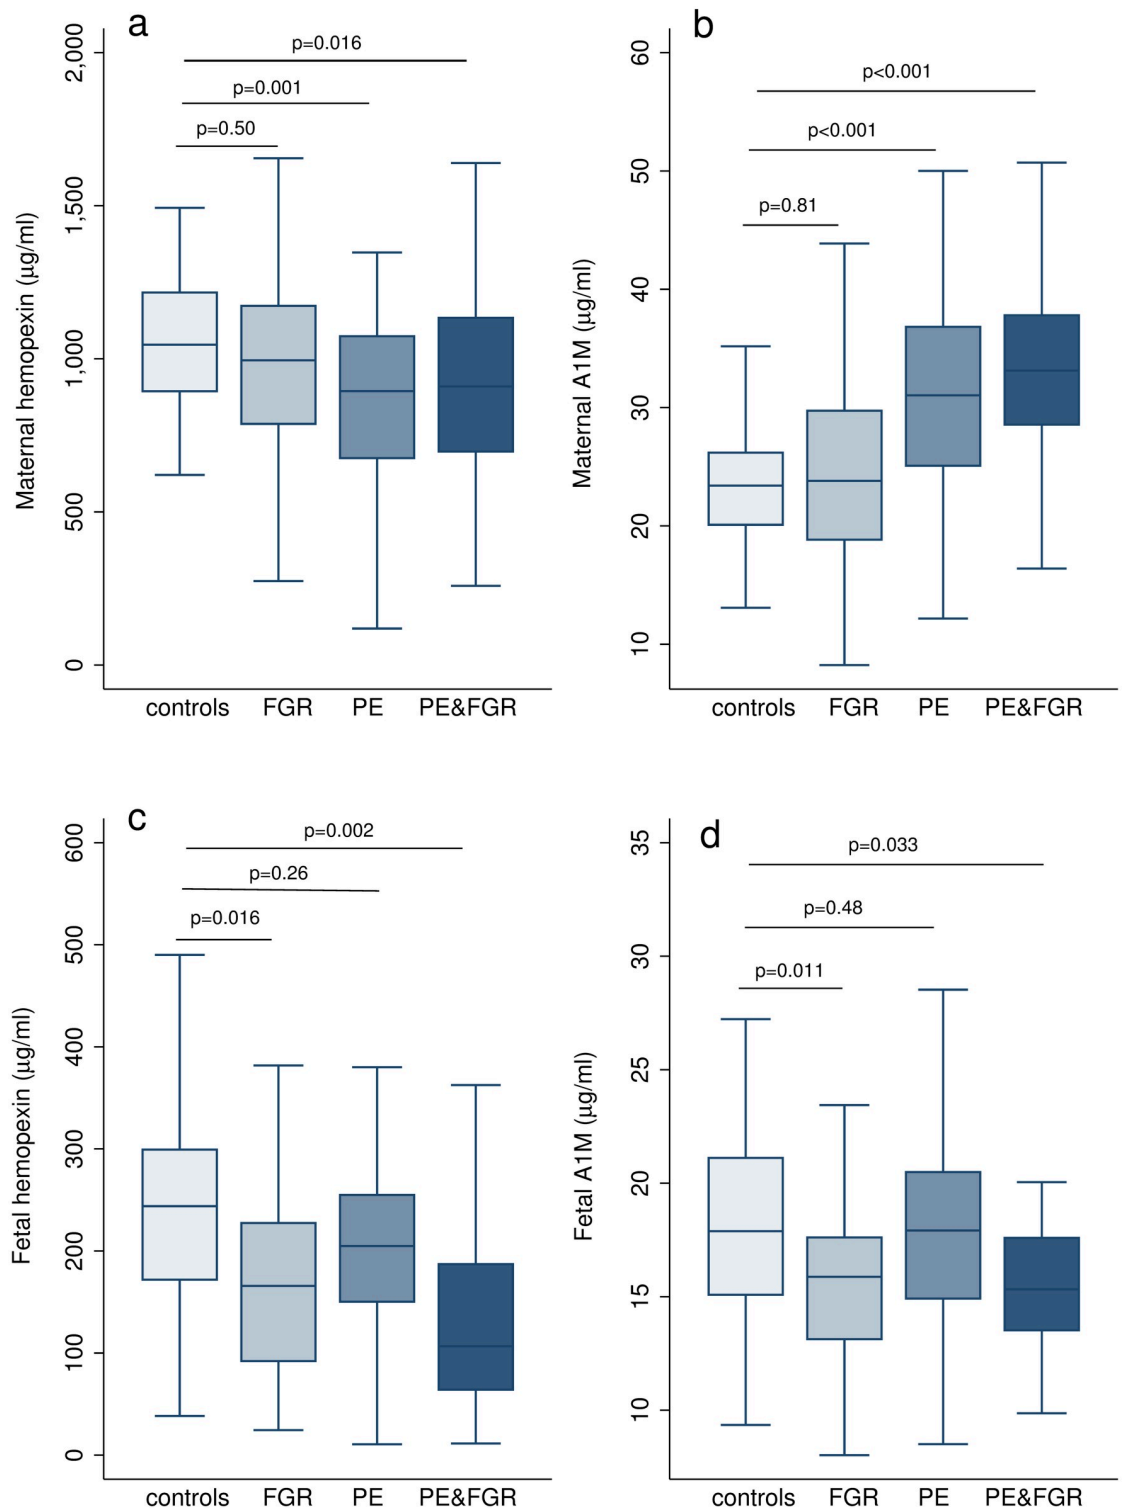 a
p=0.016
p=0.001
p=0.50
Maternal hemopexin (µg/ml)
2,000
1,500
1,000
500
0
controls FGR PE PE&FGR
b
p<0.001
p<0.001
p=0.81
Maternal A1M (µg/ml)
60
50
40
30
20
10
controls FGR PE PE&FGR
c
p=0.002
p=0.26
p=0.016
Fetal hemopexin (µg/ml)
600
500
400
300
200
100
0
controls FGR PE PE&FGR
d
p=0.033
p=0.48
p=0.011
Fetal A1M (µg/ml)
35
30
25
20
15
10
controls FGR PE PE&FGR